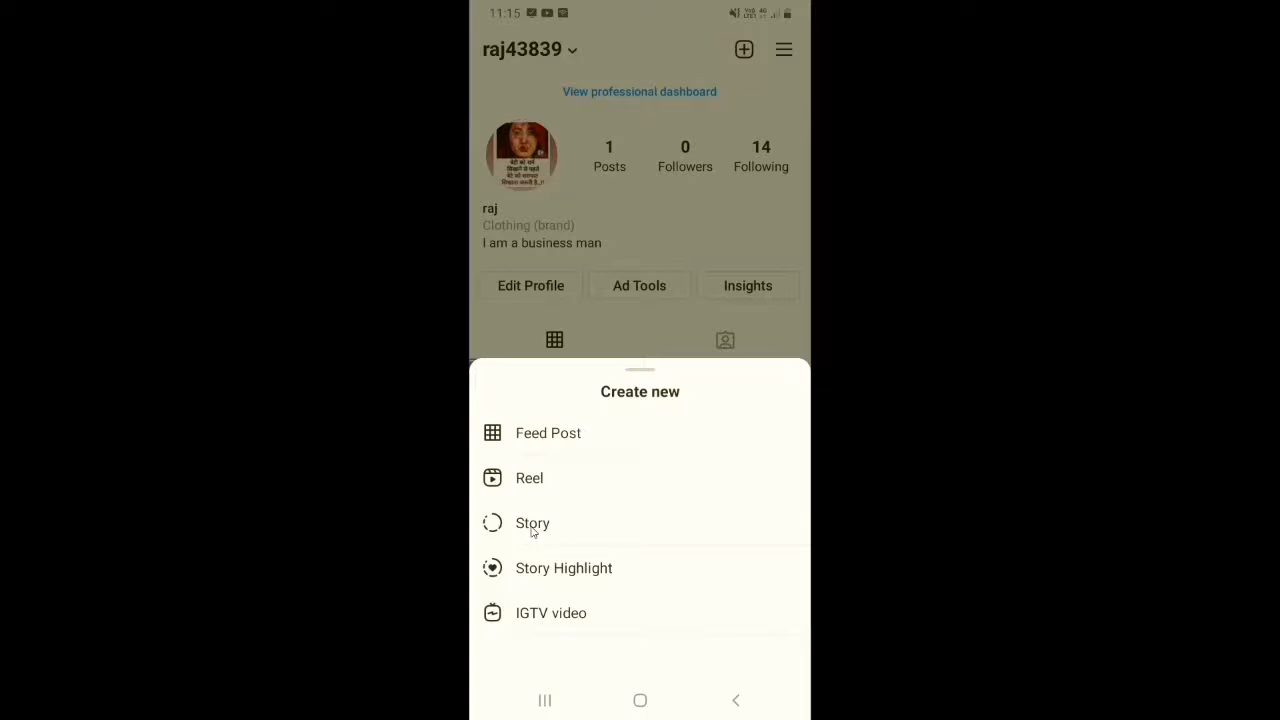 11:15
raj43839
View professional dashboard
1
Posts
0
Followers
14
Following
बेटी को मर्द
raj
Clothing (brand)
I am a business man
Edit Profile
Ad Tools
Insights
Create new
Feed Post
Reel
Story
Story Highlight
IGTV video